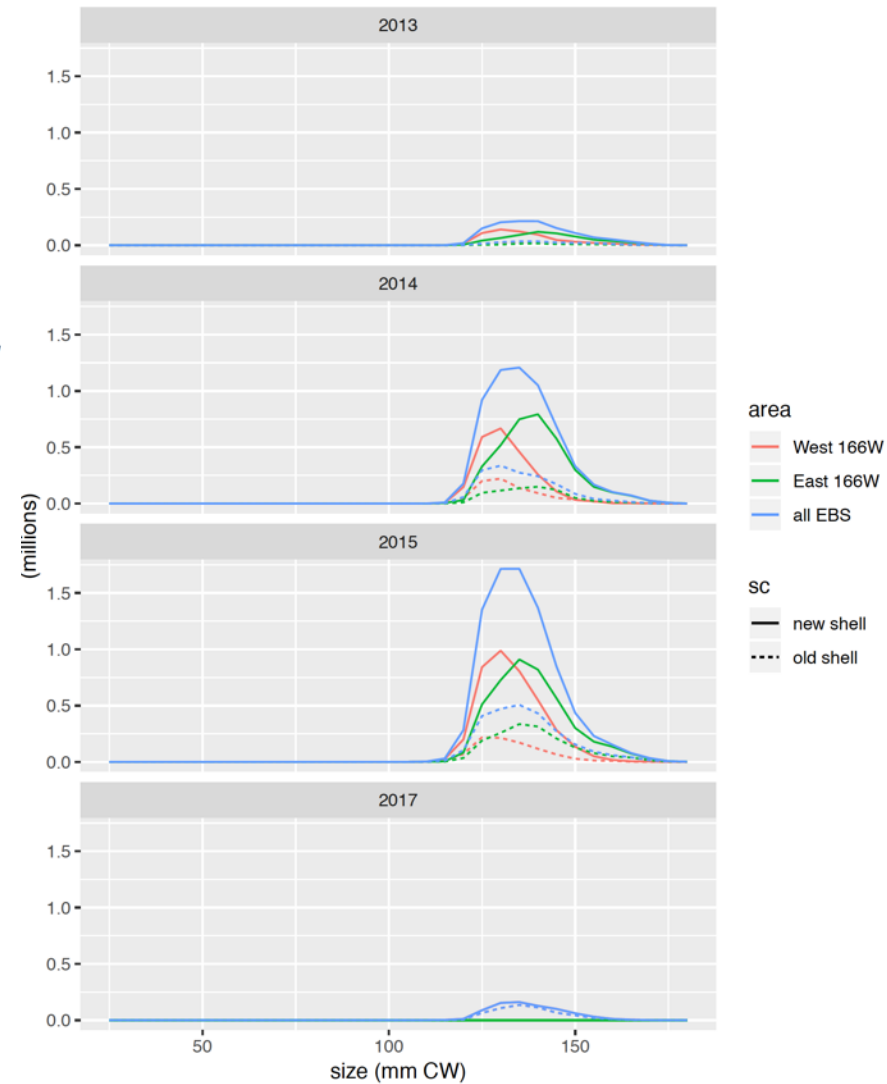 2013
1.5
1.0
0.5
0.0
2014
1.5
1.0
0.5
0.0
2015
1.5
1.0
0.5
0.0
2017
1.5
1.0
0.5
0.0
50 100 150
size (mm CW)
(millions)
area
West 166W
East 166W
all EBS
sc
new shell
old shell